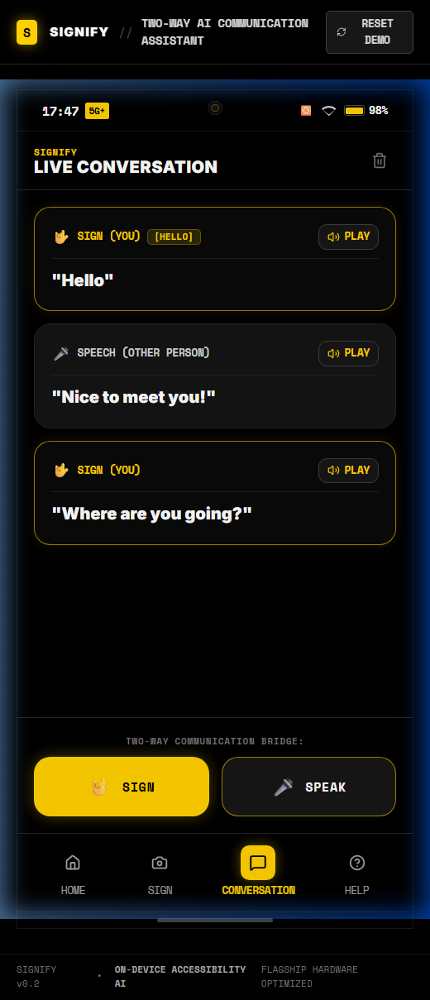 S SIGNIFY // TWO-WAY AI COMMUNICATION ASSISTANT
RESET DEMO
17:47 5G+ 98%
SIGNIFY
LIVE CONVERSATION
SIGN (YOU) [HELLO] PLAY
"Hello"
SPEECH (OTHER PERSON) PLAY
"Nice to meet you!"
SIGN (YOU) PLAY
"Where are you going?"
TWO-WAY COMMUNICATION BRIDGE:
SIGN SPEAK
HOME SIGN CONVERSATION HELP
SIGNIFY v0.2 • ON-DEVICE ACCESSIBILITY AI FLAGSHIP HARDWARE OPTIMIZED